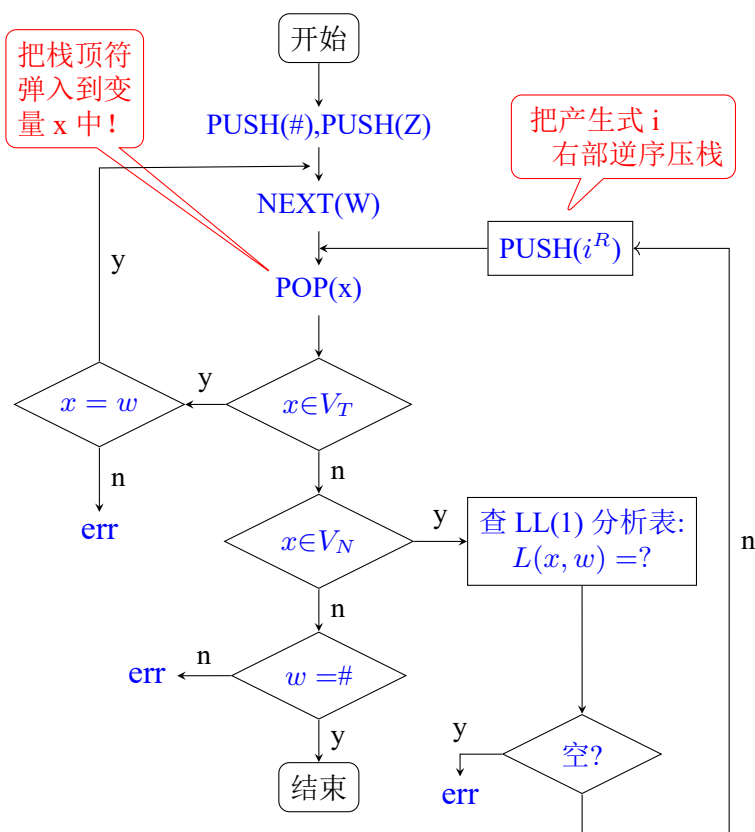 开始
把栈顶符
弹入到变
量 x 中！
PUSH(#),PUSH(Z)
把产生式 i
右部逆序压栈
NEXT(W)
PUSH(i^R)
y
POP(x)
x = w
y
x∈V_T
n
n
err
x∈V_N
y
查 LL(1) 分析表:
L(x, w) =?
n
n
err
n
w =#
y
结束
y
空?
err